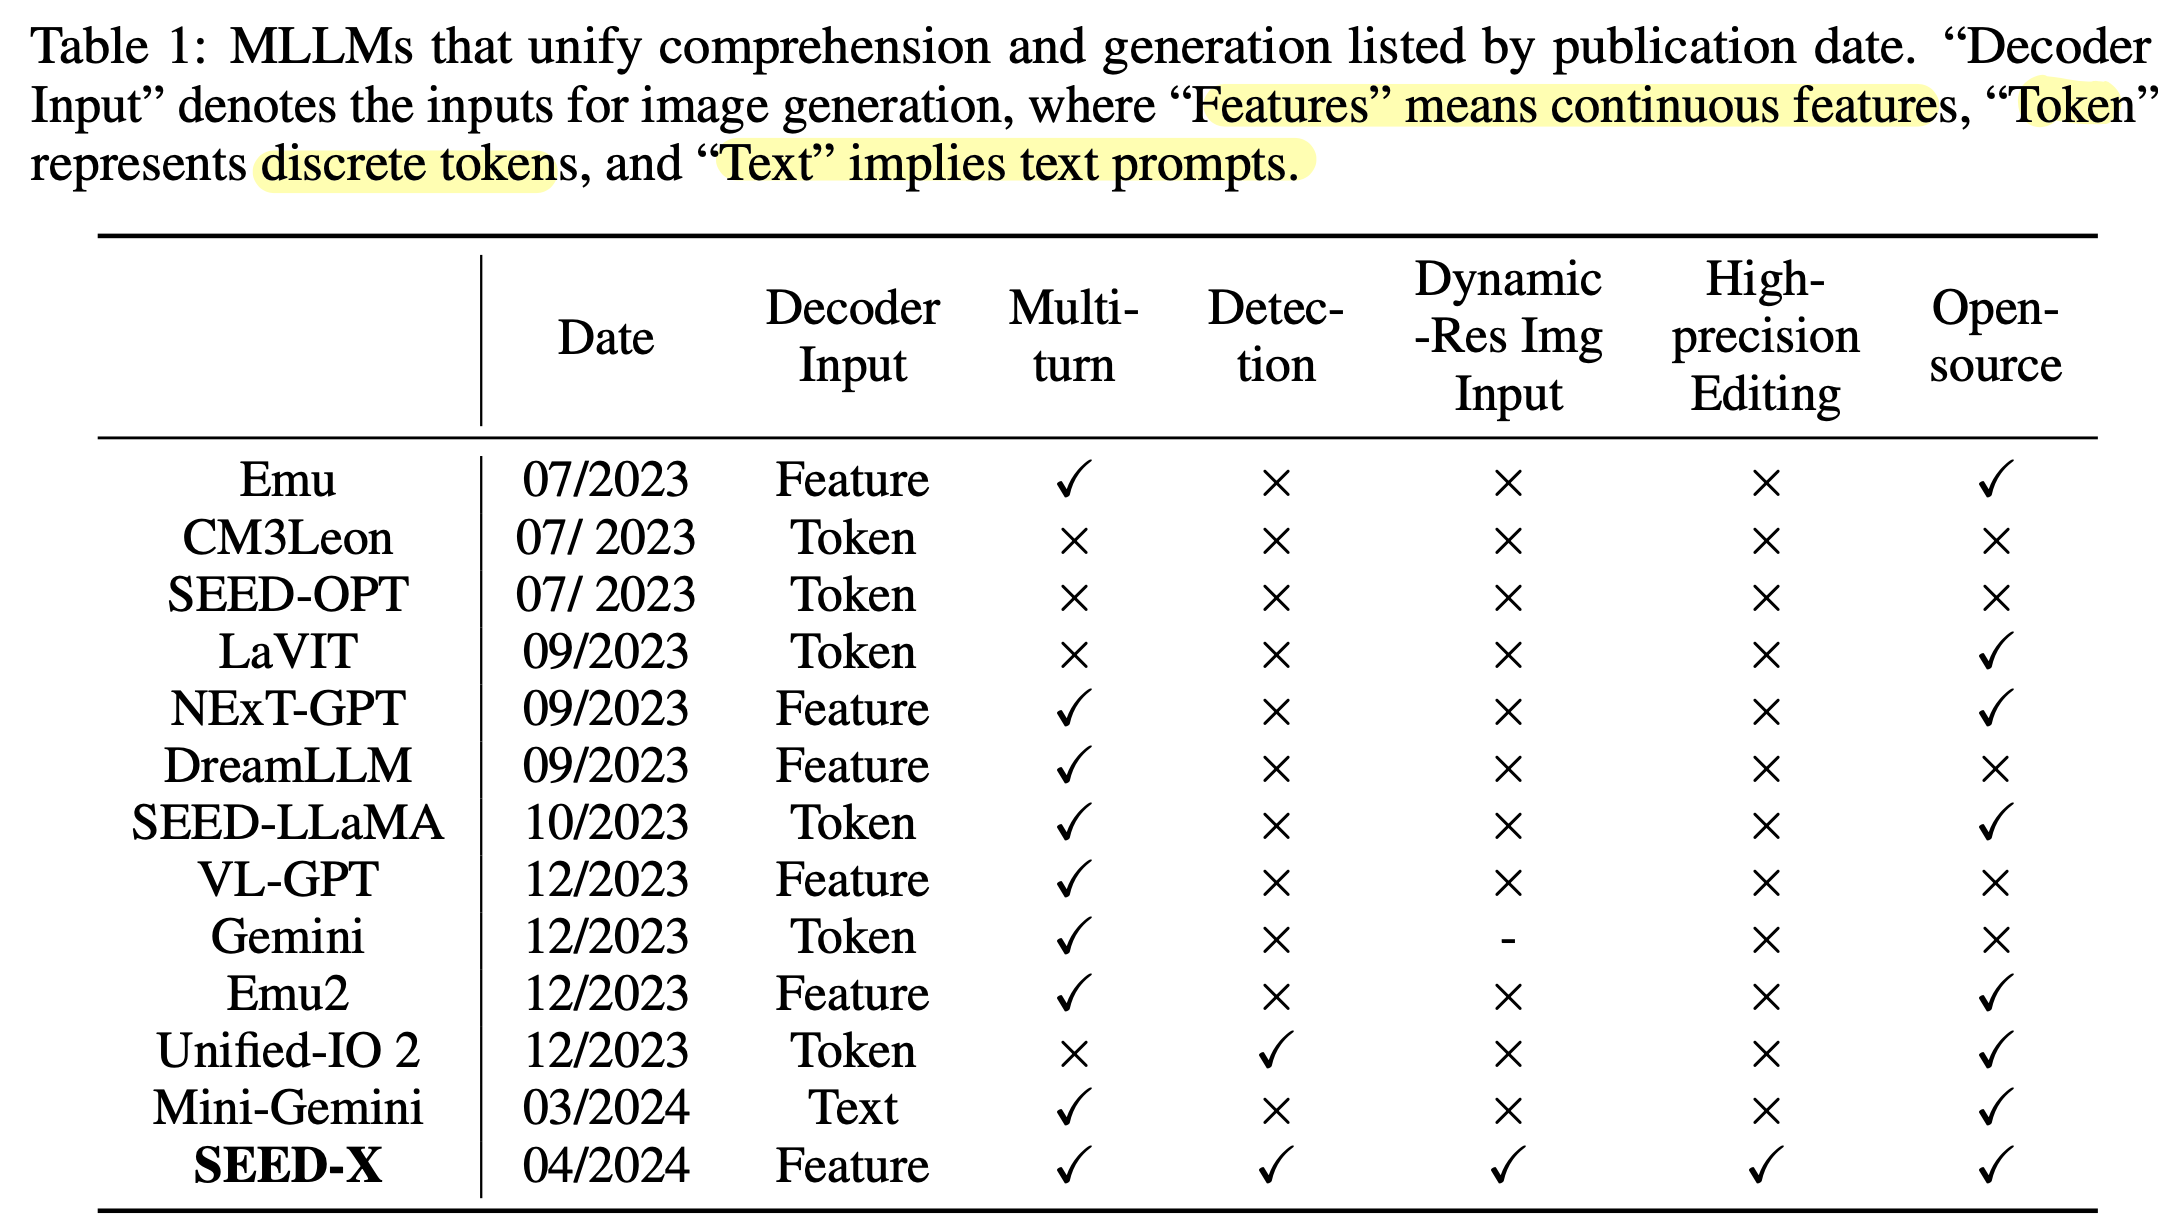 Table 1: MLLMs that unify comprehension and generation listed by publication date. “Decoder
Input” denotes the inputs for image generation, where “Features” means continuous features, “Token”
represents discrete tokens, and “Text” implies text prompts.
Date Decoder Input Multi-turn Detec-tion Dynamic-Res Img Input High-precision Editing Open-source
Emu 07/2023 Feature ✓ × × × ✓
CM3Leon 07/ 2023 Token × × × × ×
SEED-OPT 07/ 2023 Token × × × × ×
LaVIT 09/2023 Token × × × × ✓
NExT-GPT 09/2023 Feature ✓ × × × ✓
DreamLLM 09/2023 Feature ✓ × × × ×
SEED-LLaMA 10/2023 Token ✓ × × × ✓
VL-GPT 12/2023 Feature ✓ × × × ×
Gemini 12/2023 Token ✓ × - × ×
Emu2 12/2023 Feature ✓ × × × ✓
Unified-IO 2 12/2023 Token × ✓ × × ✓
Mini-Gemini 03/2024 Text ✓ × × × ✓
SEED-X 04/2024 Feature ✓ ✓ ✓ ✓ ✓